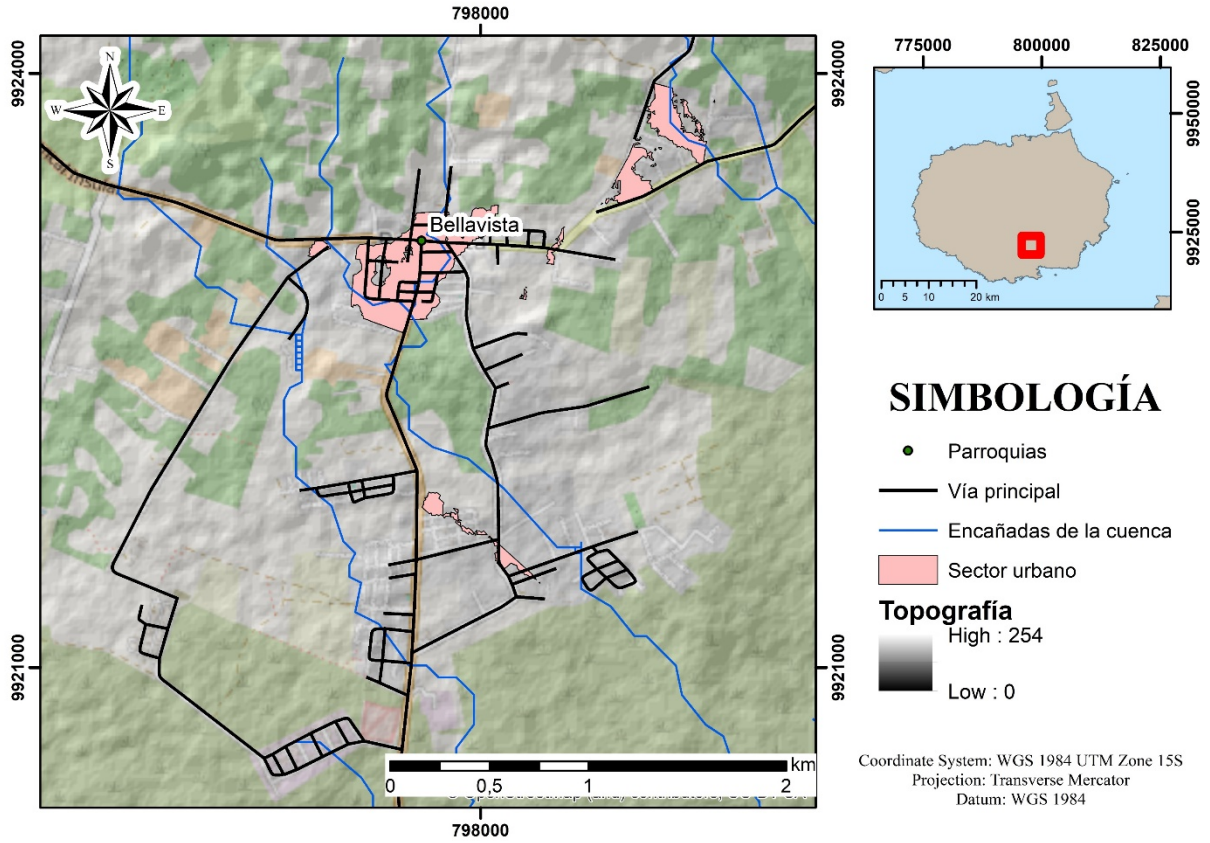 798000
9924000
9924000
N
W
E
S
Bellavista
9921000
9921000
km
0
0,5
1
2
798000
775000
800000
825000
9950000
9925000
0
5
10
20 km
SIMBOLOGÍA
Parroquias
Vía principal
Encañadas de la cuenca
Sector urbano
Topografía
High : 254
Low : 0
Coordinate System: WGS 1984 UTM Zone 15S
Projection: Transverse Mercator
Datum: WGS 1984